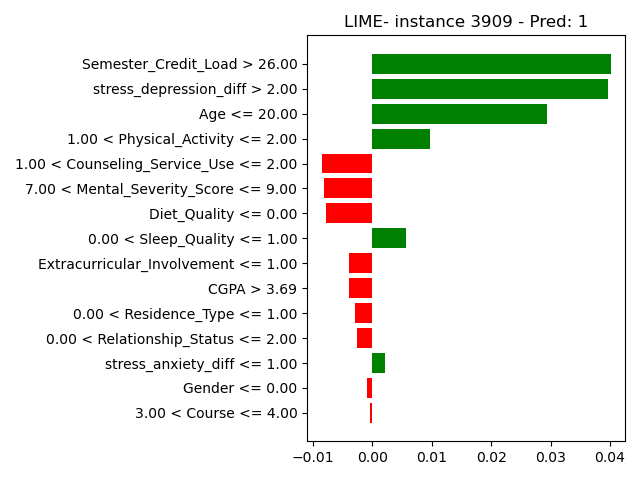 LIME- instance 3909 - Pred: 1
Semester_Credit_Load > 26.00
stress_depression_diff > 2.00
Age <= 20.00
1.00 < Physical_Activity <= 2.00
1.00 < Counseling_Service_Use <= 2.00
7.00 < Mental_Severity_Score <= 9.00
Diet_Quality <= 0.00
0.00 < Sleep_Quality <= 1.00
Extracurricular_Involvement <= 1.00
CGPA > 3.69
0.00 < Residence_Type <= 1.00
0.00 < Relationship_Status <= 2.00
stress_anxiety_diff <= 1.00
Gender <= 0.00
3.00 < Course <= 4.00
−0.01 0.00 0.01 0.02 0.03 0.04